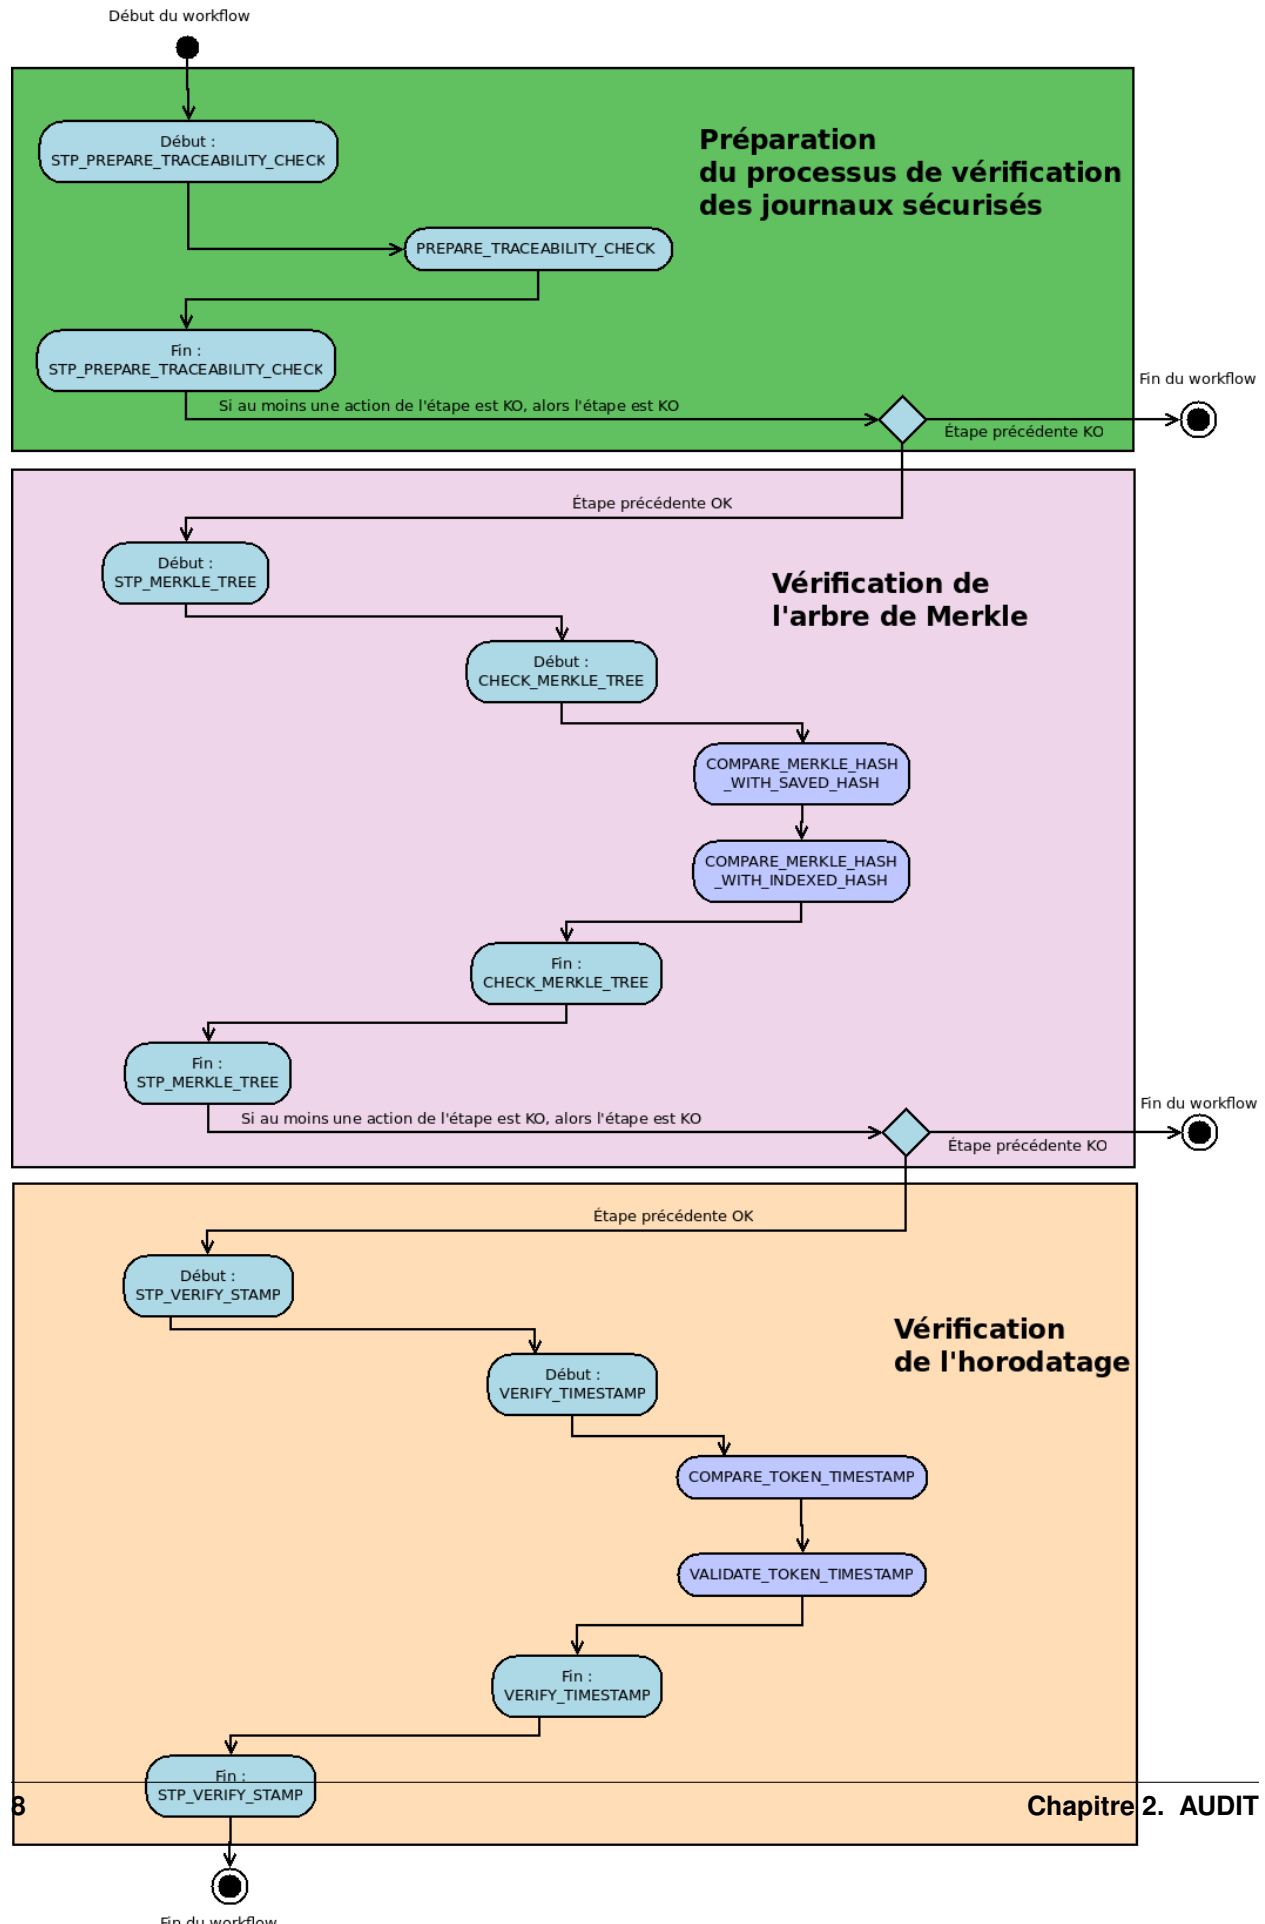 Début du workflow
Début :
STP_PREPARE_TRACEABILITY_CHECK
Préparation
du processus de vérification
des journaux sécurisés
PREPARE_TRACEABILITY_CHECK
Fin :
STP_PREPARE_TRACEABILITY_CHECK
Fin du workflow
Si au moins une action de l'étape est KO, alors l'étape est KO
Étape précédente KO
Étape précédente OK
Début :
STP_MERKLE_TREE
Vérification de
l'arbre de Merkle
Début :
CHECK_MERKLE_TREE
COMPARE_MERKLE_HASH
_WITH_SAVED_HASH
COMPARE_MERKLE_HASH
_WITH_INDEXED_HASH
Fin :
CHECK_MERKLE_TREE
Fin :
STP_MERKLE_TREE
Fin du workflow
Si au moins une action de l'étape est KO, alors l'étape est KO
Étape précédente KO
Étape précédente OK
Début :
STP_VERIFY_STAMP
Vérification
de l'horodatage
Début :
VERIFY_TIMESTAMP
COMPARE_TOKEN_TIMESTAMP
VALIDATE_TOKEN_TIMESTAMP
Fin :
VERIFY_TIMESTAMP
Fin :
STP_VERIFY_STAMP
8
Chapitre 2. AUDIT
Fin du workflow